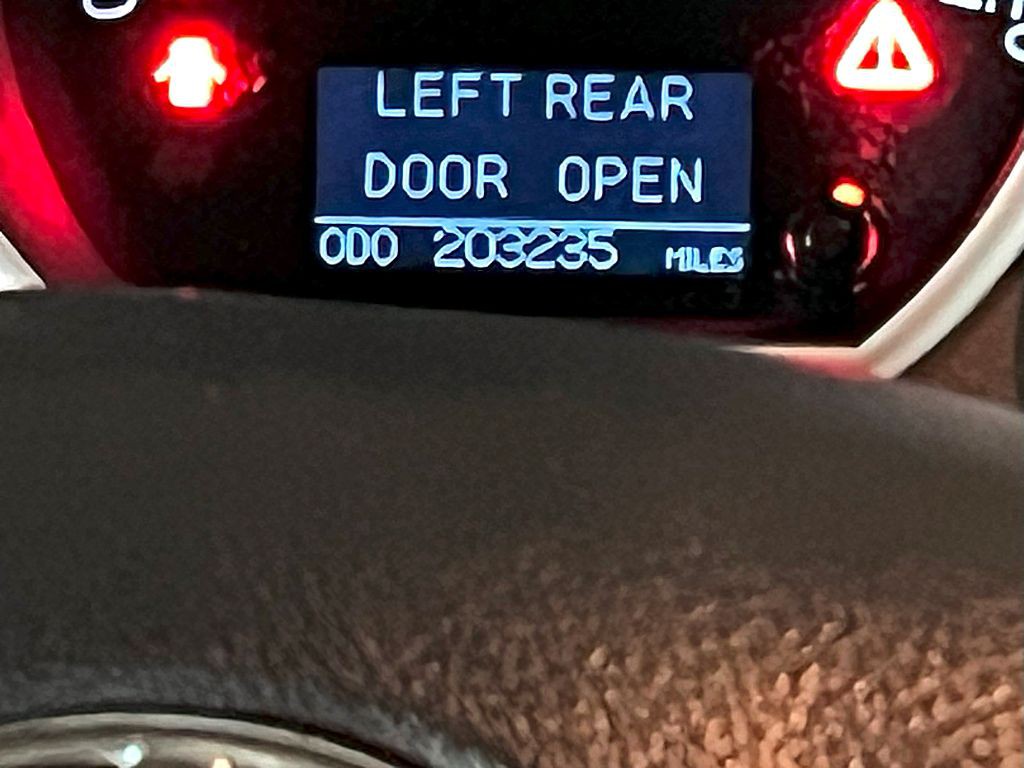 LEFT REAR
DOOR OPEN
ODO 203235 MILES